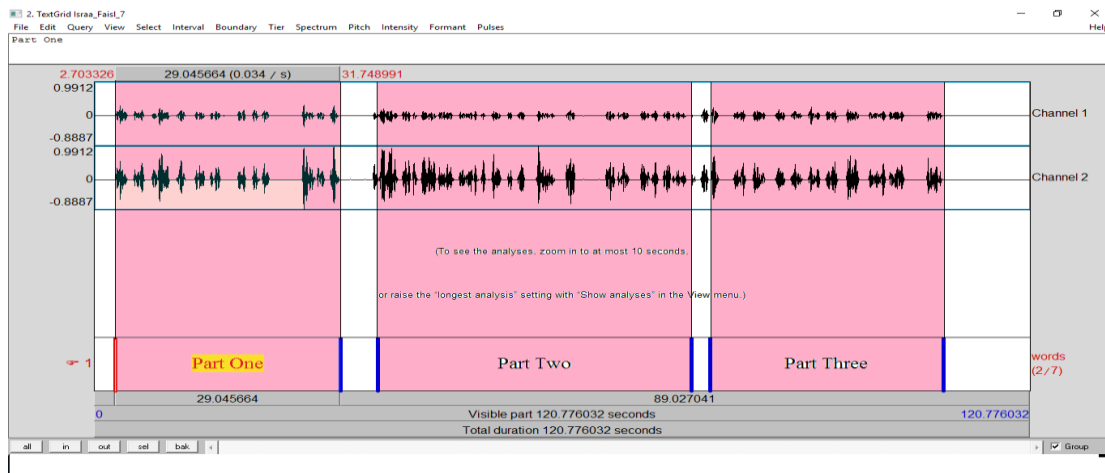 2. TextGrid Israa_Faisl_7
File Edit Query View Select Interval Boundary Tier Spectrum Pitch Intensity Formant Pulses Help
Part One
2.703326 29.045664 (0.034 / s) 31.748991
0.9912
0
-0.8887
Channel 1
0.9912
0
-0.8887
Channel 2
(To see the analyses, zoom in to at most 10 seconds,
or raise the "longest analysis" setting with "Show analyses" in the View menu.)
1 Part One Part Two Part Three words
(2/7)
29.045664 89.027041
0 Visible part 120.776032 seconds 120.776032
Total duration 120.776032 seconds
all in out sel bak Group